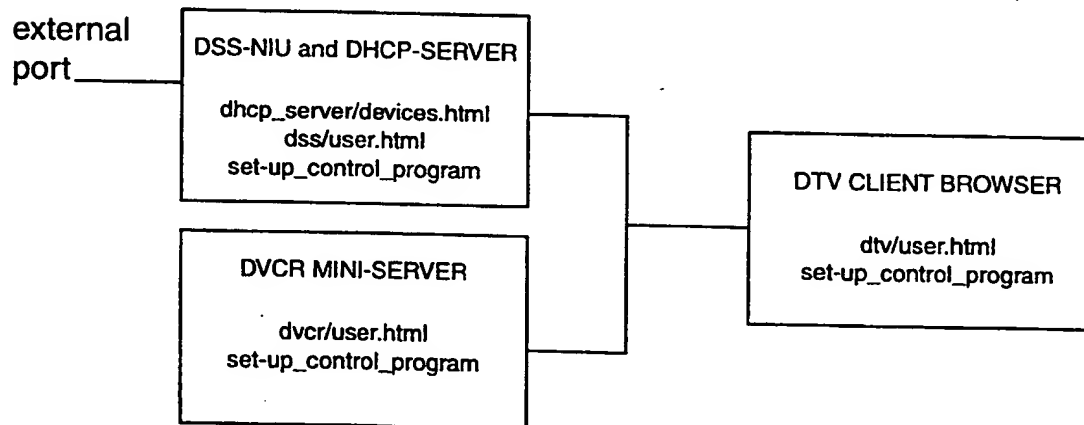 external
port
DSS-NIU and DHCP-SERVER
dhcp_server/devices.html
dss/user.html
set-up_control_program
DVCR MINI-SERVER
dvcr/user.html
set-up_control_program
DTV CLIENT BROWSER
dtv/user.html
set-up_control_program